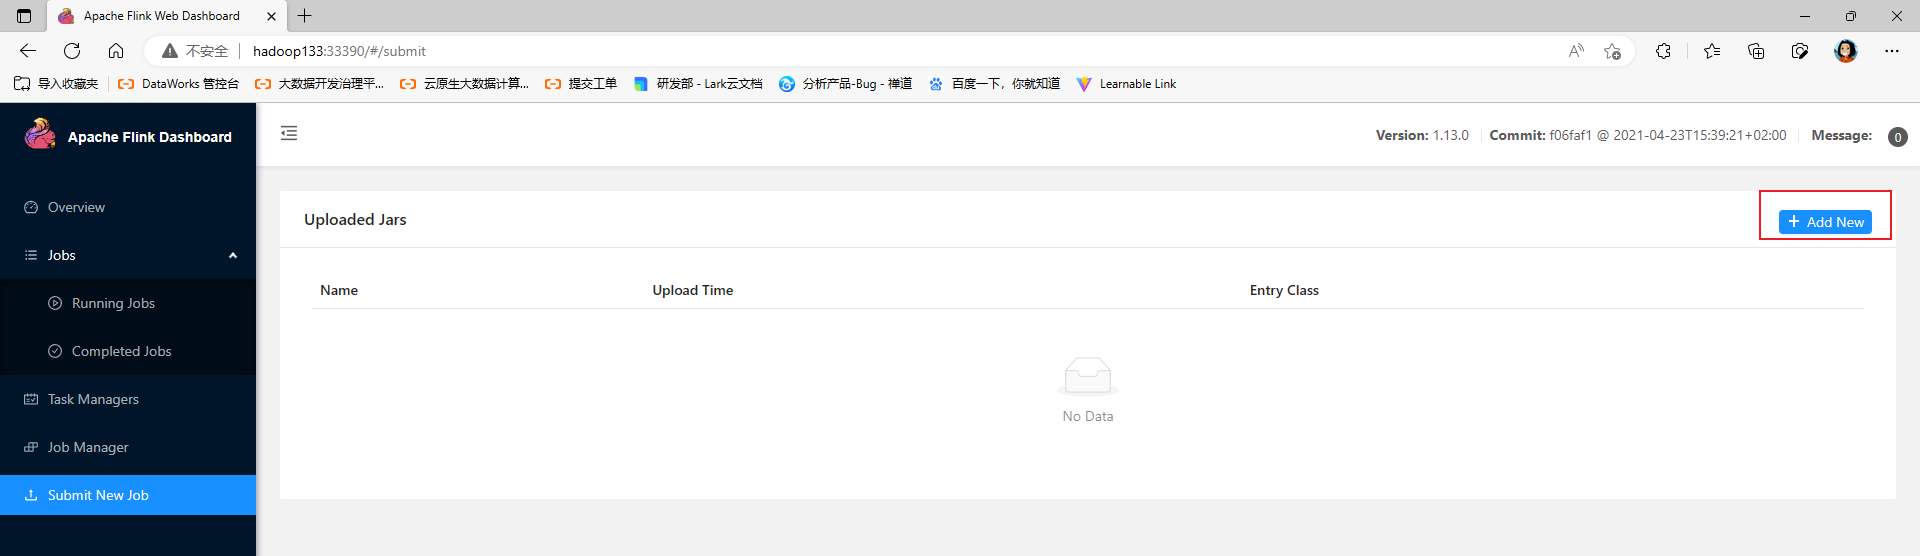 Apache Flink Web Dashboard
不安全 hadoop133:33390/#/submit
导入收藏夹 DataWorks 管控台 大数据开发治理平... 云原生大数据计算... 提交工单 研发部 - Lark云文档 分析产品-Bug - 禅道 百度一下，你就知道 Learnable Link
Apache Flink Dashboard
Version: 1.13.0 Commit: f06faf1 @ 2021-04-23T15:39:21+02:00 Message: 0
Overview
Jobs
Running Jobs
Completed Jobs
Task Managers
Job Manager
Submit New Job
Uploaded Jars
+ Add New
Name Upload Time Entry Class
No Data